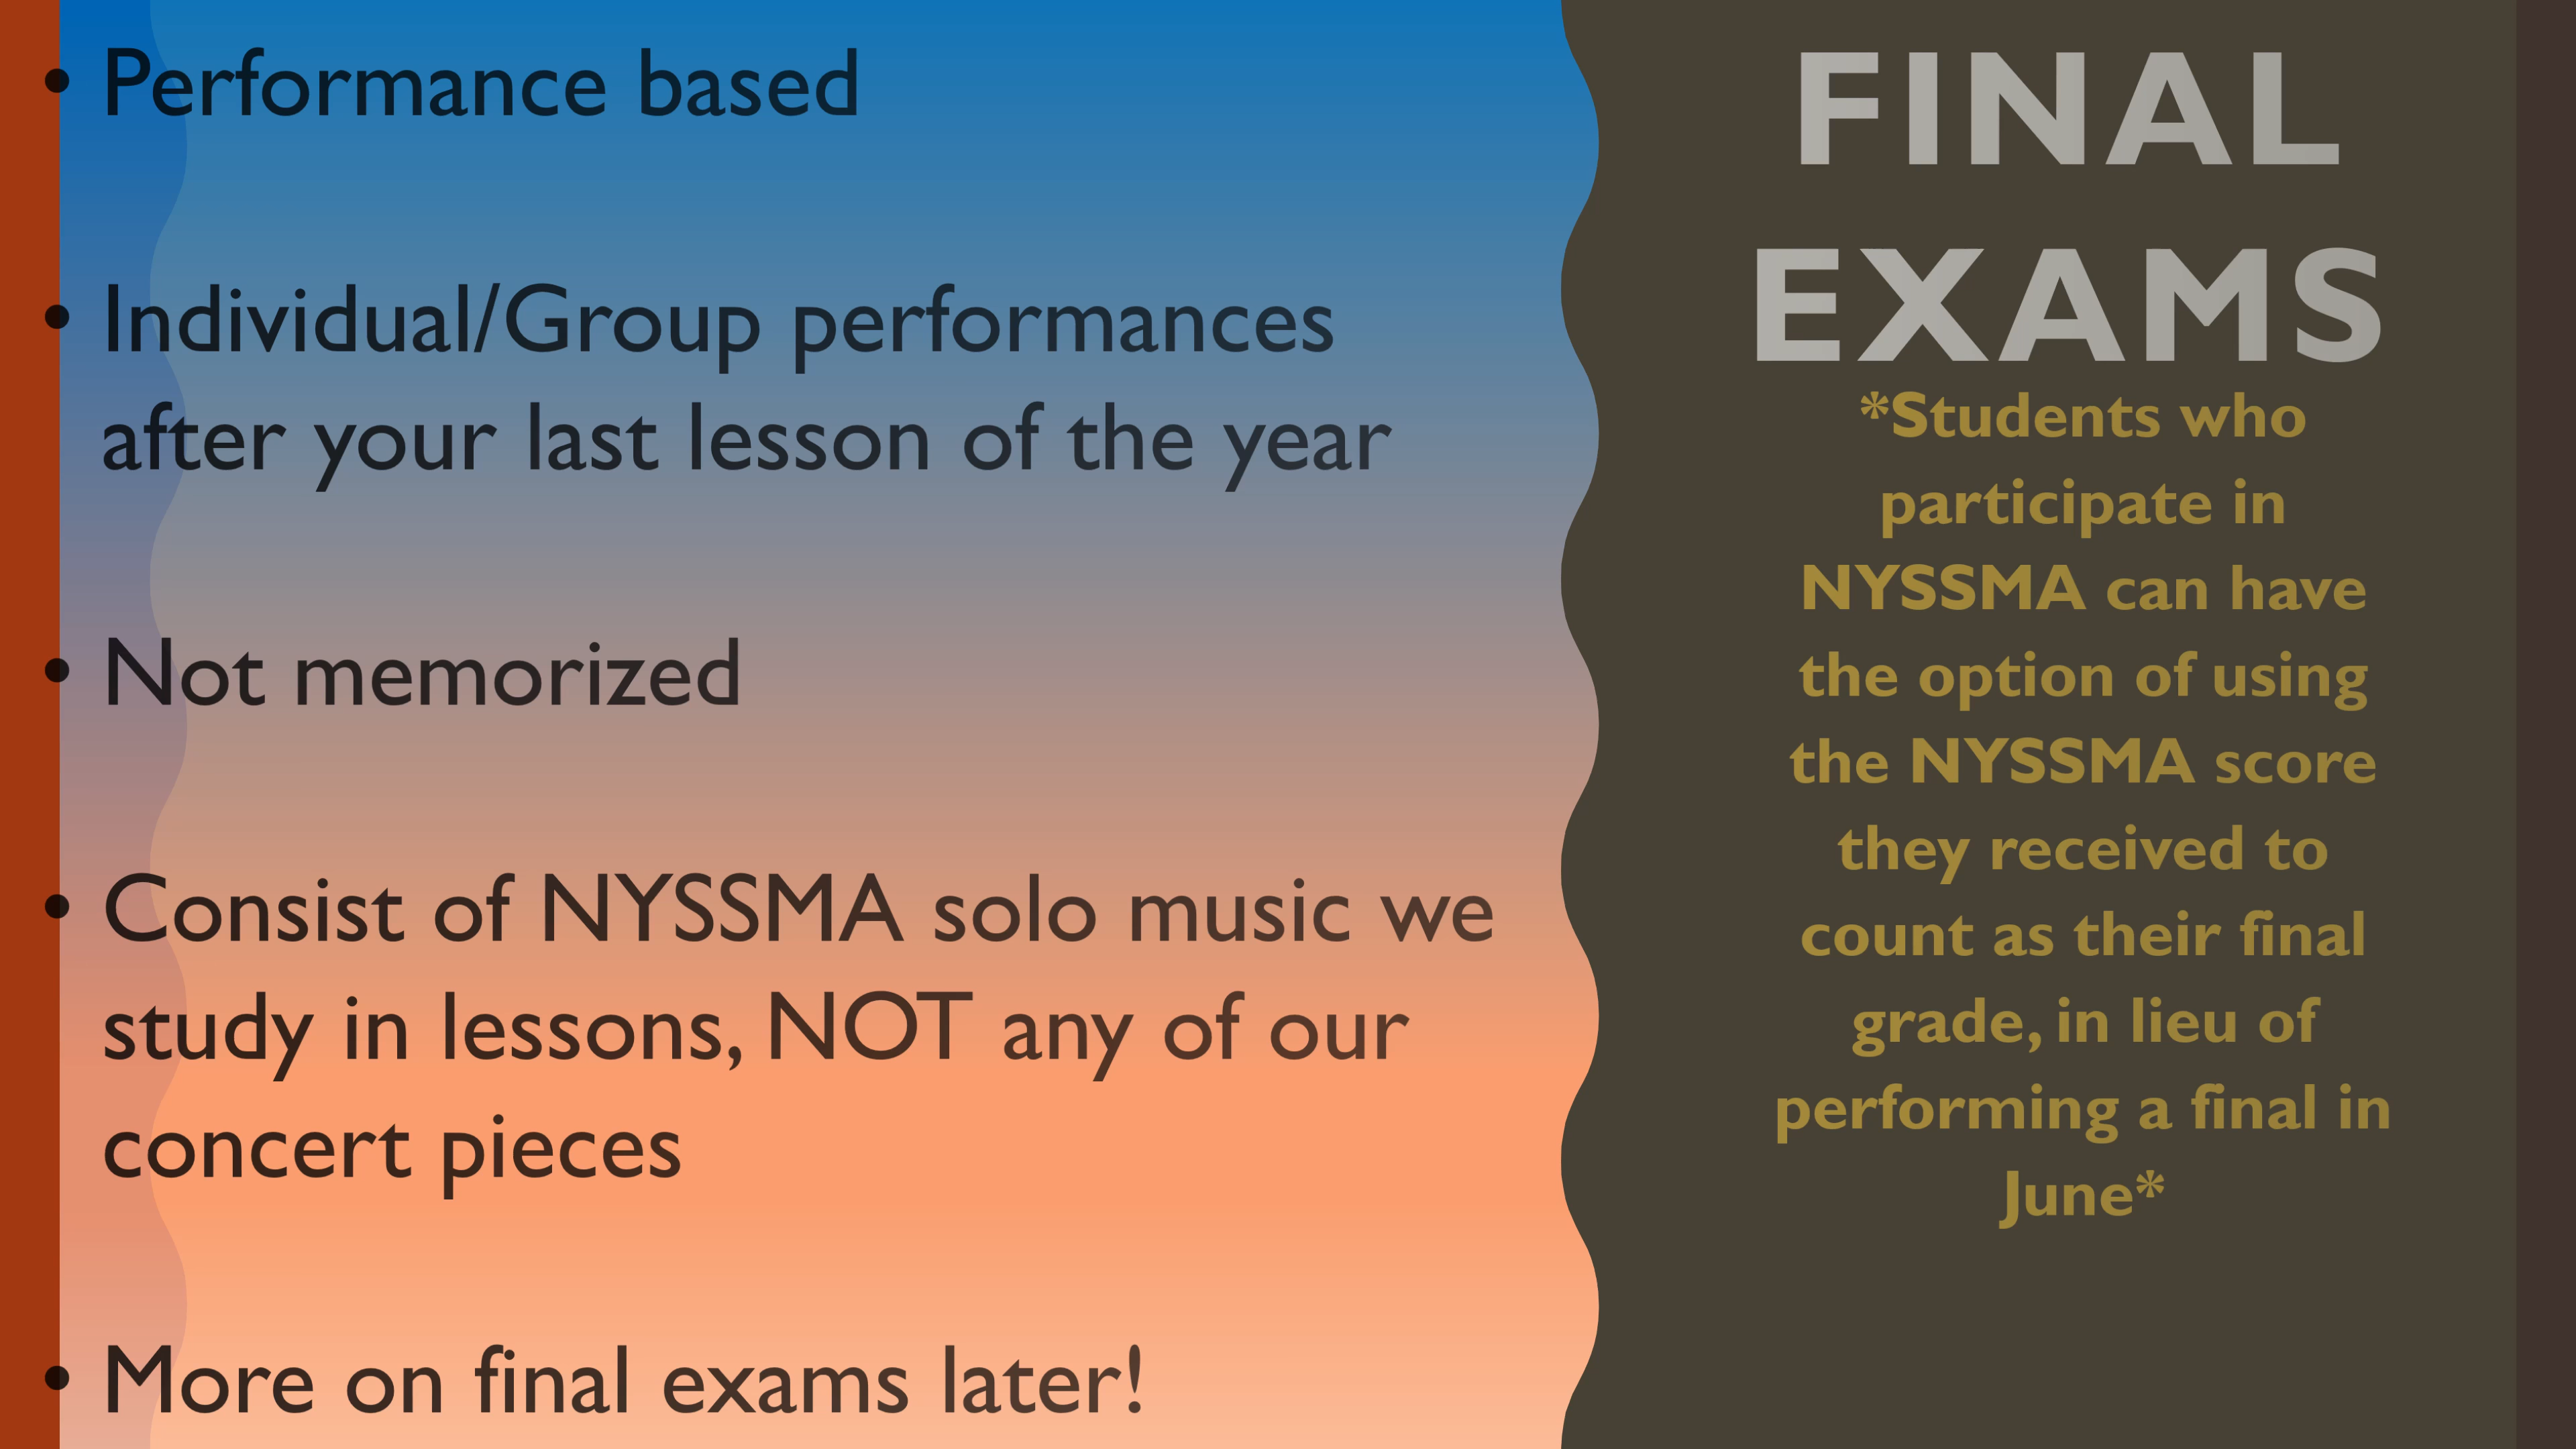 • Performance based
• Individual/Group performances
after your last lesson of the year
• Not memorized
• Consist of NYSSMA solo music we
study in lessons, NOT any of our
concert pieces
• More on final exams later!
FINAL
EXAMS
*Students who
participate in
NYSSMA can have
the option of using
the NYSSMA score
they received to
count as their final
grade, in lieu of
performing a final in
June*